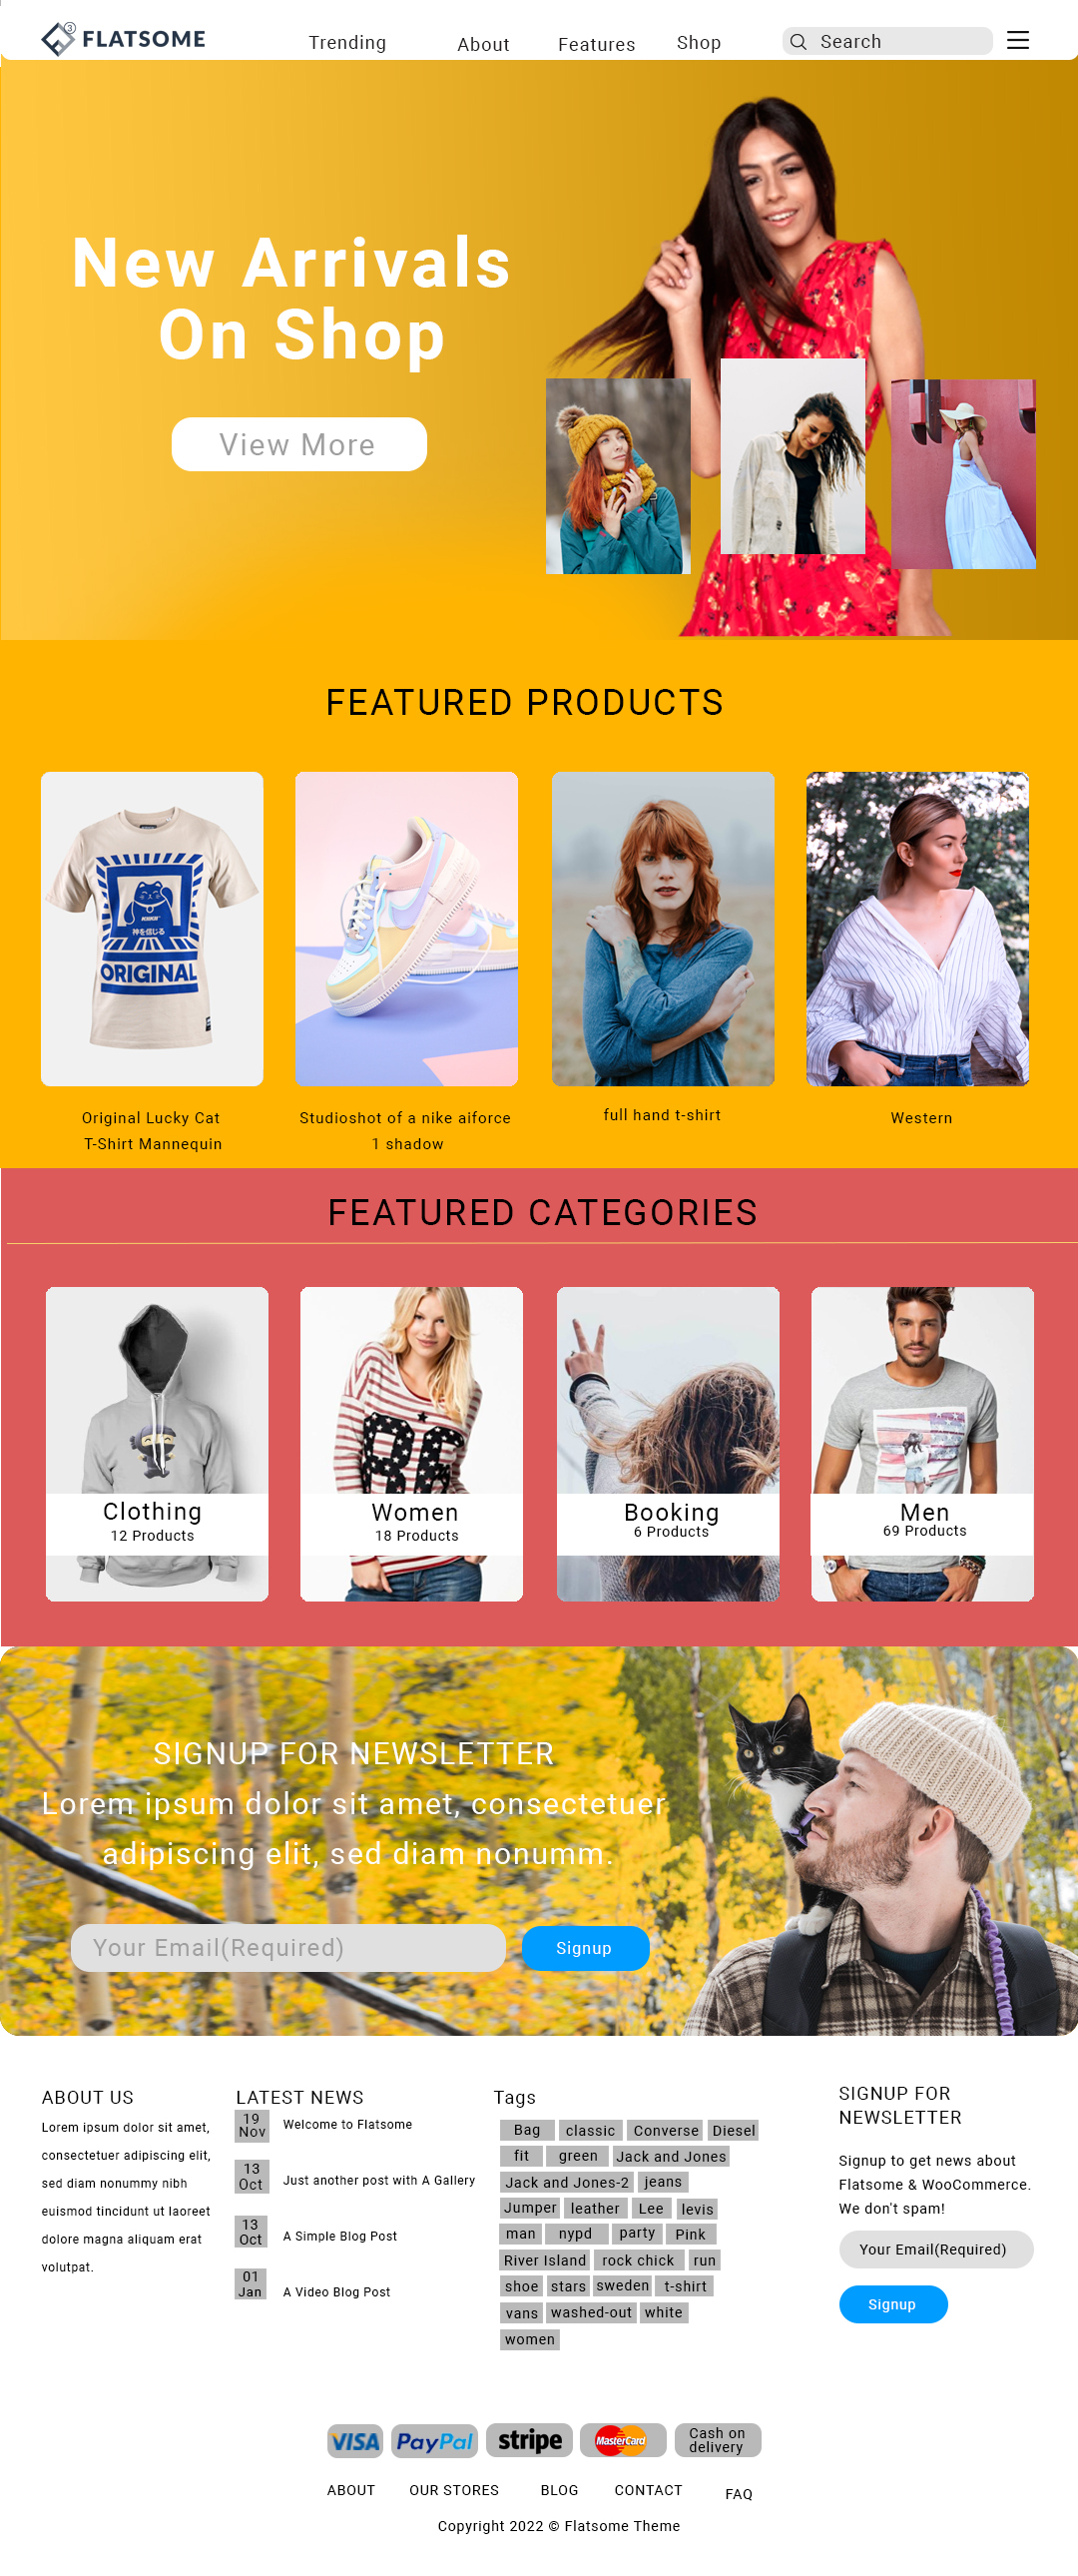 3
FLATSOME
Trending
About
Features
Shop
Search
New Arrivals
On Shop
View More
FEATURED PRODUCTS
神を信じる
ORIGINAL
Original Lucky Cat
T-Shirt Mannequin
Studioshot of a nike aiforce
1 shadow
full hand t-shirt
Western
FEATURED CATEGORIES
Clothing
12 Products
Women
18 Products
Booking
6 Products
Men
69 Products
SIGNUP FOR NEWSLETTER
Lorem ipsum dolor sit amet, consectetuer
adipiscing elit, sed diam nonumm.
Your Email(Required)
Signup
ABOUT US
Lorem ipsum dolor sit amet,
consectetuer adipiscing elit,
sed diam nonummy nibh
euismod tincidunt ut laoreet
dolore magna aliquam erat
volutpat.
LATEST NEWS
19
Nov
Welcome to Flatsome
13
Oct
Just another post with A Gallery
13
Oct
A Simple Blog Post
01
Jan
A Video Blog Post
Tags
Bag classic Converse Diesel
fit green Jack and Jones
Jack and Jones-2 jeans
Jumper leather Lee levis
man nypd party Pink
River Island rock chick run
shoe stars sweden t-shirt
vans washed-out white
women
SIGNUP FOR
NEWSLETTER
Signup to get news about
Flatsome & WooCommerce.
We don't spam!
Your Email(Required)
Signup
VISA
PayPal
stripe
MasterCard
Cash on
delivery
ABOUT OUR STORES BLOG CONTACT FAQ
Copyright 2022 © Flatsome Theme